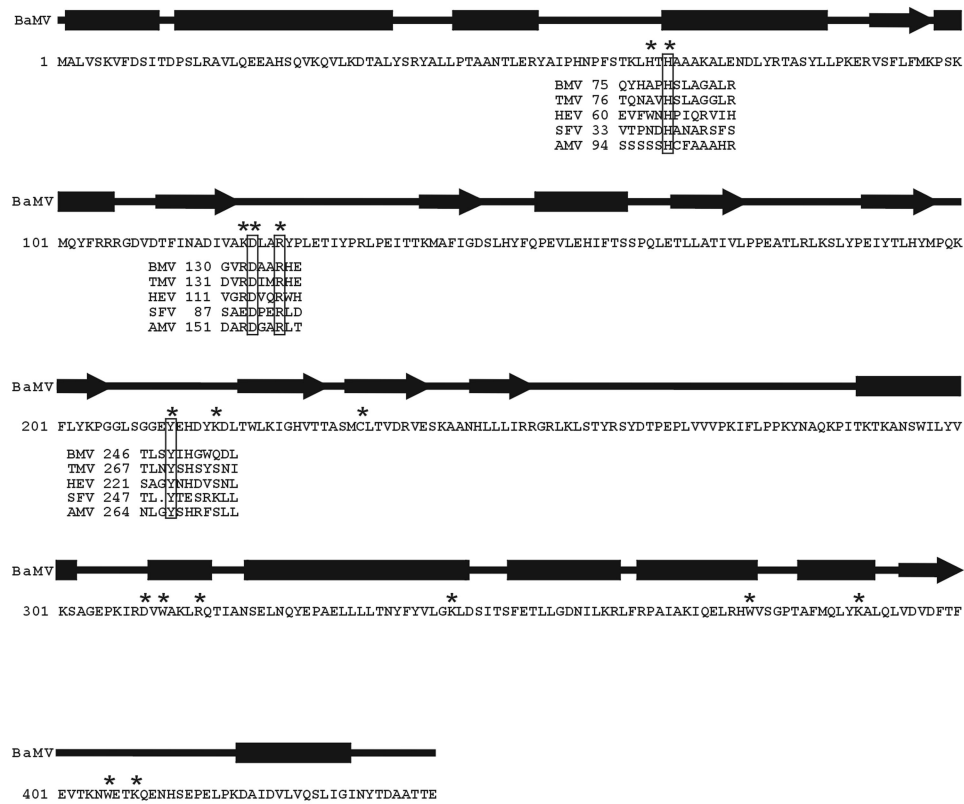 BaMV
* *
1 MALVSKVFDSITDPSLRAVLQEEAHSQVKQVLKDTALYSRYALLPTAANTLERYAIPHNPFSTKLHTHAAAKALENDLYRTASYLLPKERVSFLFMKPSK
BMV 75 QYHAPHSLAGALR
TMV 76 TQNAVHSLAGGLR
HEV 60 EVFWNHPIQRVIH
SFV 33 VTPNDHANARSFS
AMV 94 SSSSSHCFAAAHR
BaMV
** *
101 MQYFRRRGDVDTFINADIVAKDLARYPLETIYPRLPEITTKMAFIGDSLHYFQPEVLEHIFTSSPQLETLLATIVLPPEATLRLKSLYPEIYTLHYMPQK
BMV 130 GVRDAARHE
TMV 131 DVRDIMRHE
HEV 111 VGRDVQRWH
SFV 87 SAEDPERLD
AMV 151 DARDGARLT
BaMV
* * *
201 FLYKPGGLSGGEYEHDYKDLTWLKIGHVTTASMCLTVDRVESKAANHLLLIRRGRLKLSTYRSYDTPEPLVVVPKIFLPPKYNAQKPITKTKANSWILYV
BMV 246 TLSYIHGWQDL
TMV 267 TLNYSHSYSNI
HEV 221 SAGYNHDVSNL
SFV 247 TL.YTESRKLL
AMV 264 NLGYSHRFSLL
BaMV
* * * * * *
301 KSAGEPKIRDVWAKLRQTIANSELNQYEPAELLLLTNYFYVLGKLDSITSFETLLGDNILKRLFRPAIAKIQELRHWVSGPTAFMQLYKALQLVDVDFTF
BaMV
* *
401 EVTKNWETKQENHSEPELPKDAIDVLVQSLIGINYTDAATTE